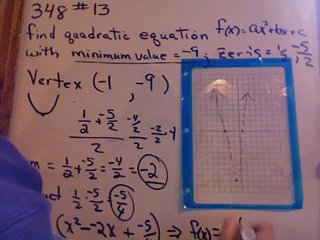 348 #13
find quadratic equation f(x)=ax²+bx+c
with minimum value = -9; zeris = 1/2, -5/2
Vertex (-1, -9)
1/2 + -5/2 -4/2 -2/2 -1
2 2
m = 1/2 + -5/2 = -4/2 = -2
1/2 · -5/2 = -5/4
(x² - -2x + -5/ ⇒ f(x)=